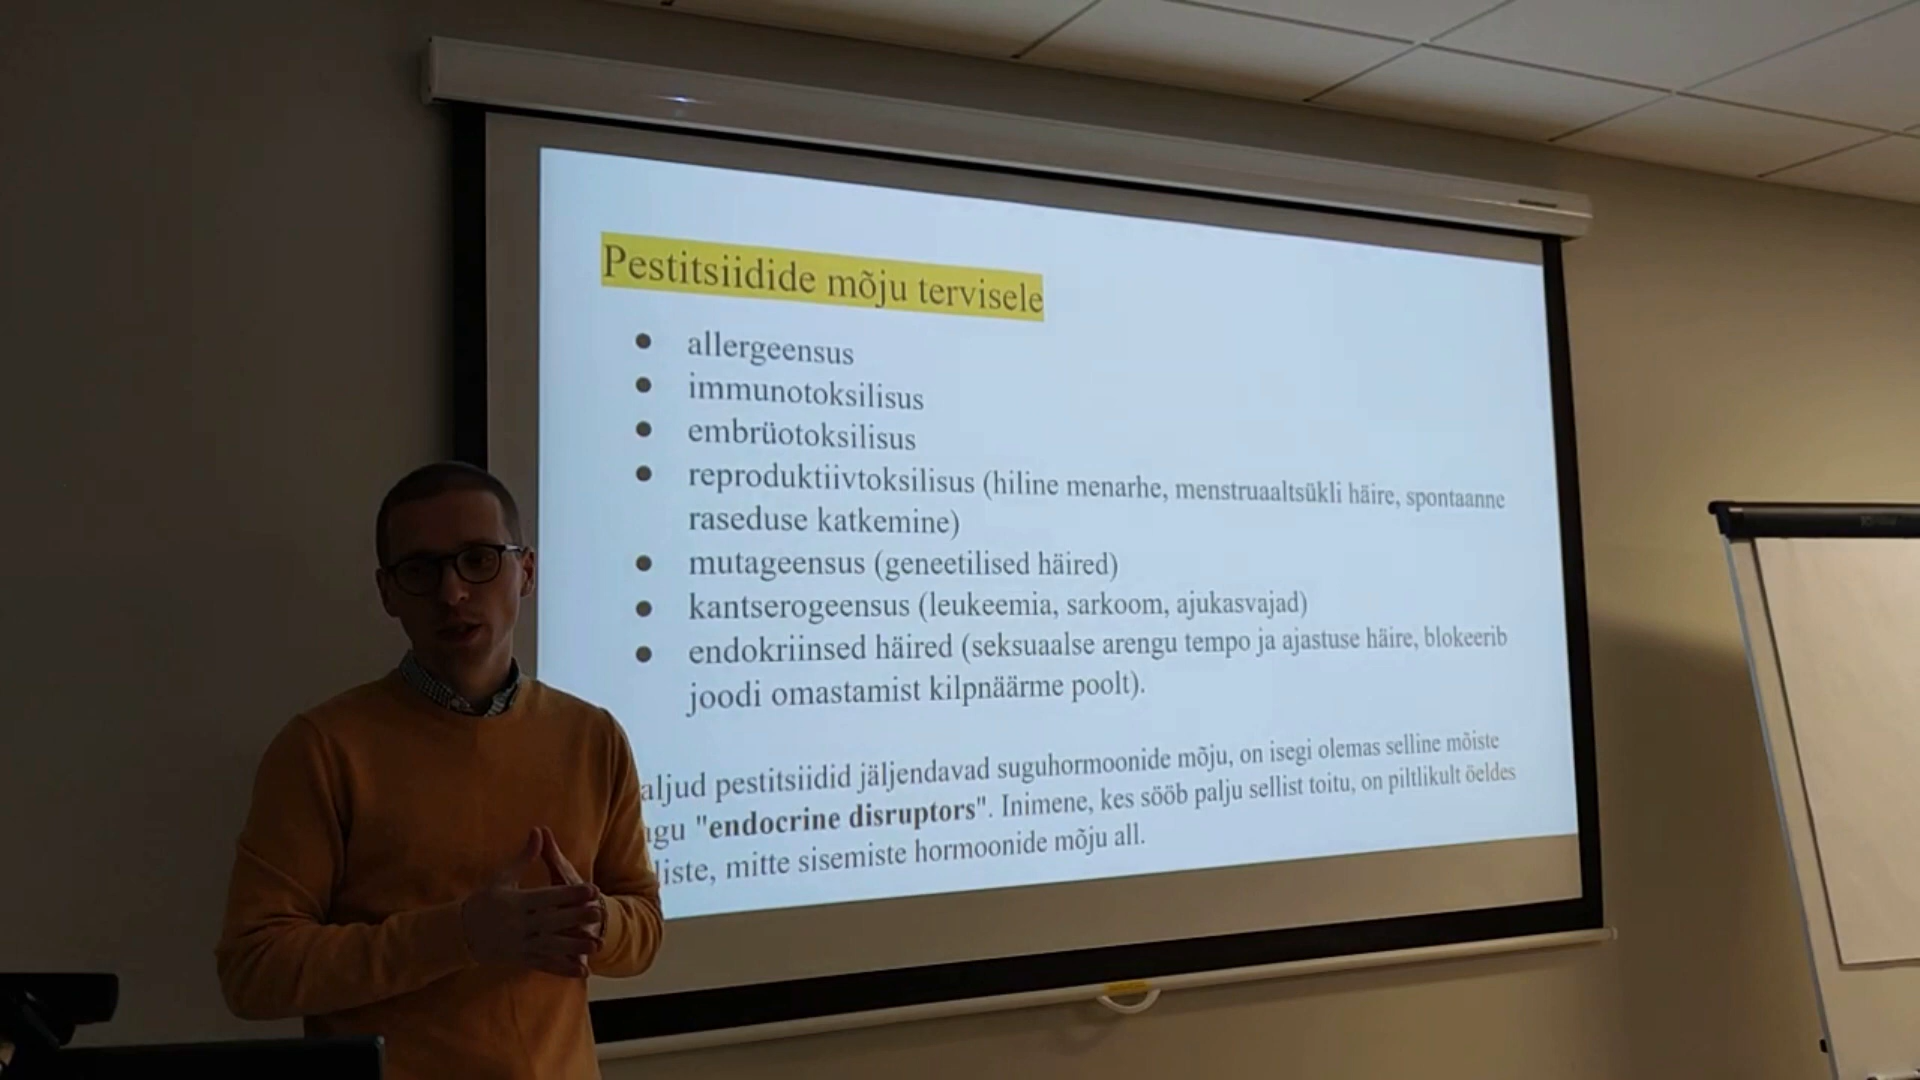 Pestitsiidide mõju tervisele
● allergeensus
● immunotoksilisus
● embrüotoksilisus
● reproduktiivtoksilisus (hiline menarhe, menstruaaltsükli häire, spontaanne
raseduse katkemine)
● mutageensus (geneetilised häired)
● kantserogeensus (leukeemia, sarkoom, ajukasvajad)
● endokriinsed häired (seksuaalse arengu tempo ja ajastuse häire, blokeerib
joodi omastamist kilpnäärme poolt).
aljud pestitsiidid jäljendavad suguhormoonide mõju, on isegi olemas selline mõiste
gu "endocrine disruptors". Inimene, kes sööb palju sellist toitu, on piltlikult öeldes
liste, mitte sisemiste hormoonide mõju all.